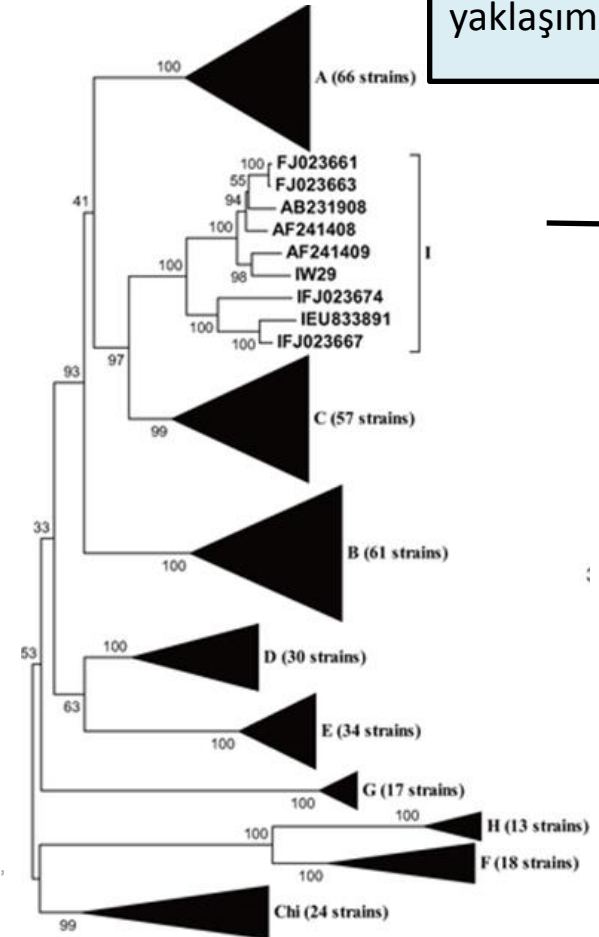 yaklaşım
100
A (66 strains)
100
FJ023661
55
FJ023663
94
AB231908
41
100
AF241408
AF241409
I
100
98
IW29
IFJ023674
100
IEU833891
100
IFJ023667
97
93
C (57 strains)
99
33
B (61 strains)
100
100
53
D (30 strains)
63
E (34 strains)
100
G (17 strains)
100
100
H (13 strains)
100
F (18 strains)
100
Chi (24 strains)
99